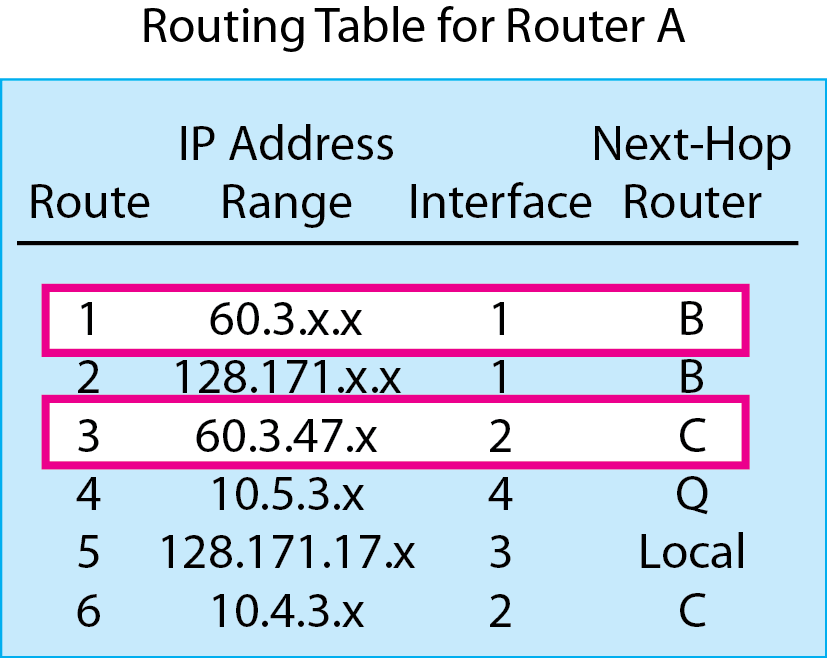 Routing Table for Router A
IP Address Next-Hop
Route Range Interface Router
1 60.3.x.x 1 B
2 128.171.x.x 1 B
3 60.3.47.x 2 C
4 10.5.3.x 4 Q
5 128.171.17.x 3 Local
6 10.4.3.x 2 C